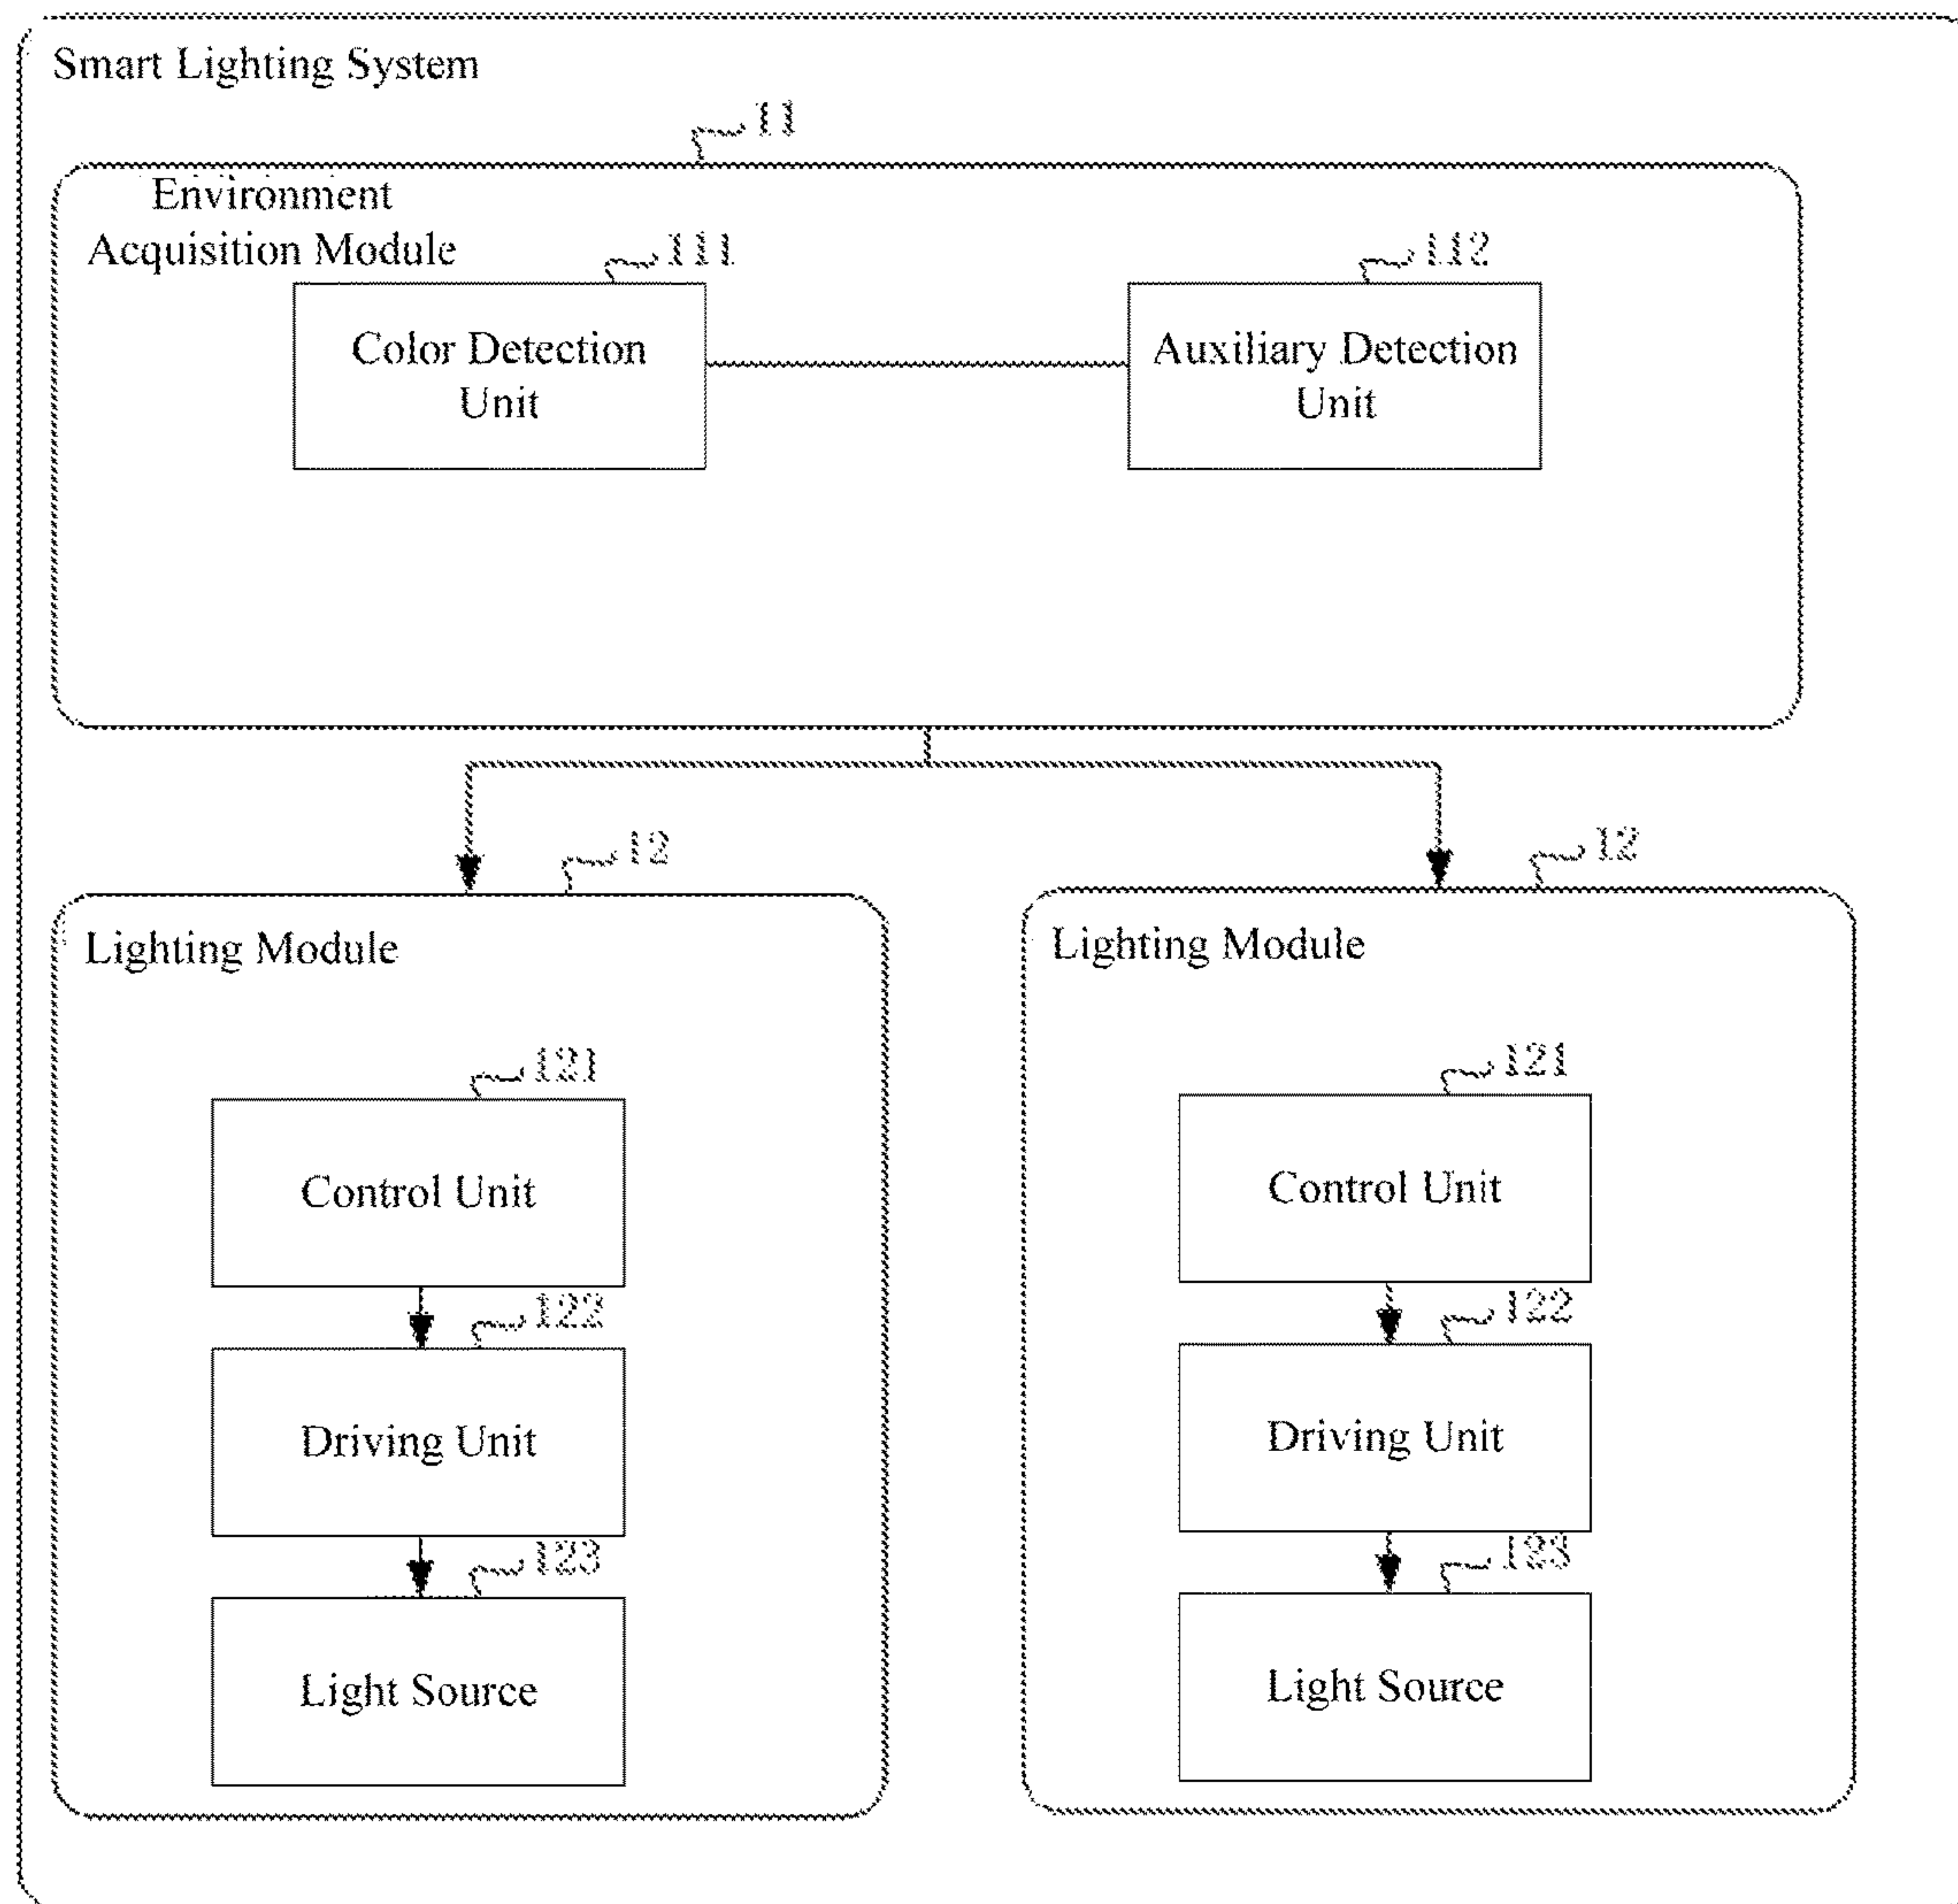 Smart Lighting System
11
Environment
Acquisition Module
111
112
Color Detection
Unit
Auxiliary Detection
Unit
12
12
Lighting Module
Lighting Module
121
121
Control Unit
Control Unit
122
122
Driving Unit
Driving Unit
123
123
Light Source
Light Source